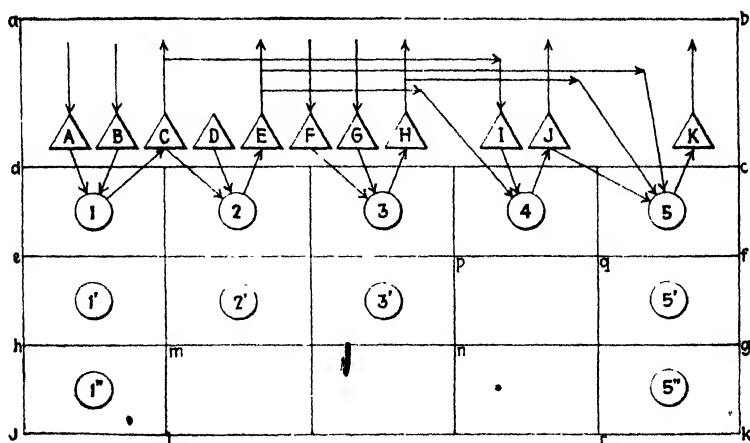 a b
A B C D E F G H I J K
d c
1 2 3 4 5
e p q f
1' 2' 3' 5'
h m n g
1" 5"
J l r k